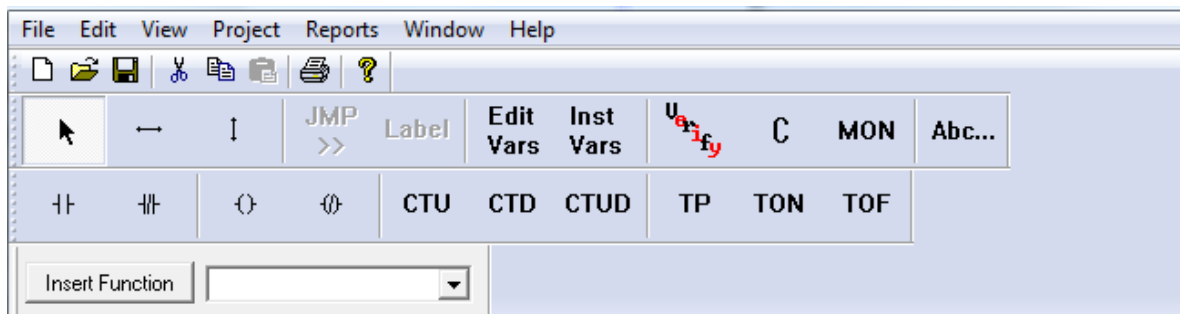 File Edit View Project Reports Window Help
JMP >> Label Edit Vars Inst Vars Verify C MON Abc...
CTU CTD CTUD TP TON TOF
Insert Function